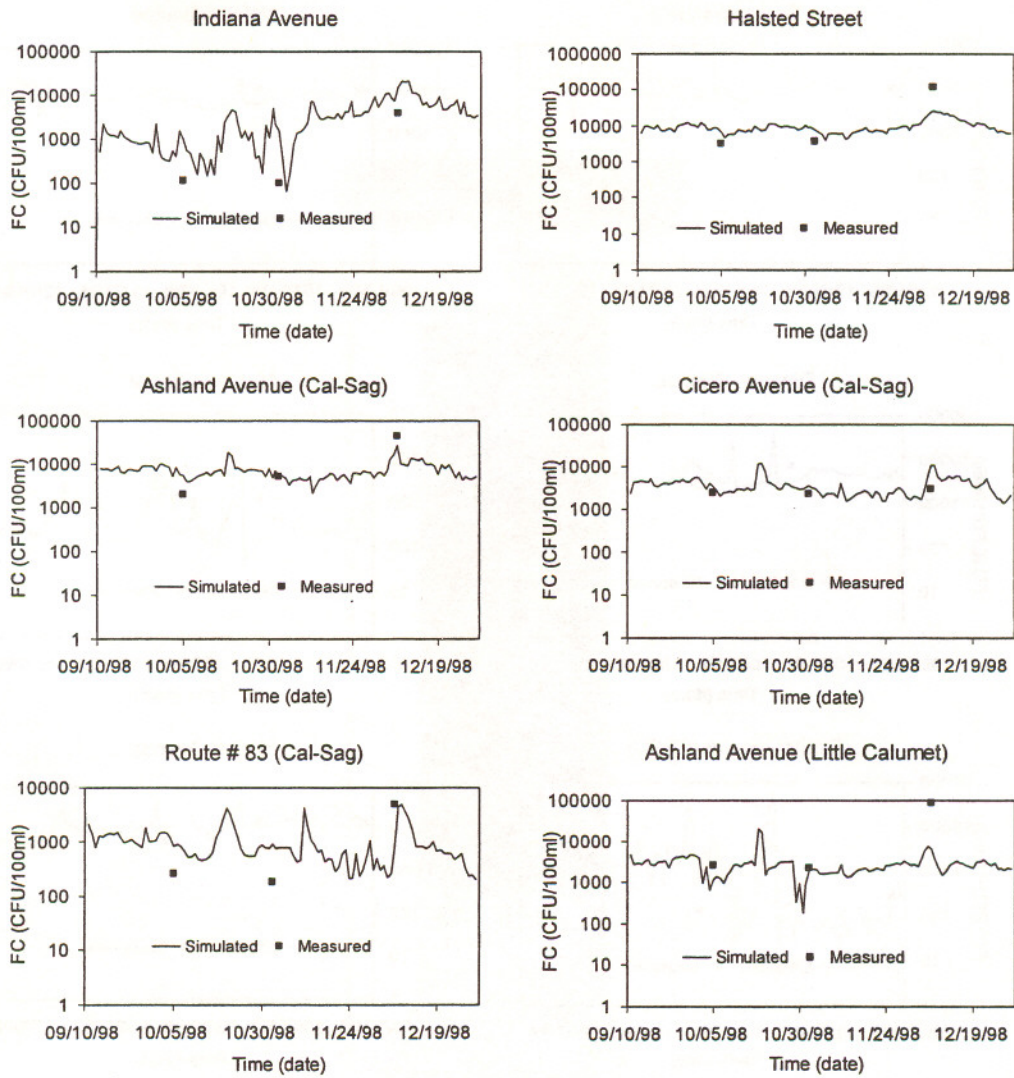 Indiana Avenue
FC (CFU/100ml)
100000
10000
1000
100
10
1
Simulated
Measured
09/10/98 10/05/98 10/30/98 11/24/98 12/19/98
Time (date)
Halsted Street
FC (CFU/100ml)
1000000
100000
10000
1000
100
10
1
Simulated
Measured
09/10/98 10/05/98 10/30/98 11/24/98 12/19/98
Time (date)
Ashland Avenue (Cal-Sag)
FC (CFU/100ml)
100000
10000
1000
100
10
1
Simulated
Measured
09/10/98 10/05/98 10/30/98 11/24/98 12/19/98
Time (date)
Cicero Avenue (Cal-Sag)
FC (CFU/100ml)
100000
10000
1000
100
10
1
Simulated
Measured
09/10/98 10/05/98 10/30/98 11/24/98 12/19/98
Time (date)
Route # 83 (Cal-Sag)
FC (CFU/100ml)
10000
1000
100
10
1
Simulated
Measured
09/10/98 10/05/98 10/30/98 11/24/98 12/19/98
Time (date)
Ashland Avenue (Little Calumet)
FC (CFU/100ml)
100000
10000
1000
100
10
1
Simulated
Measured
09/10/98 10/05/98 10/30/98 11/24/98 12/19/98
Time (date)